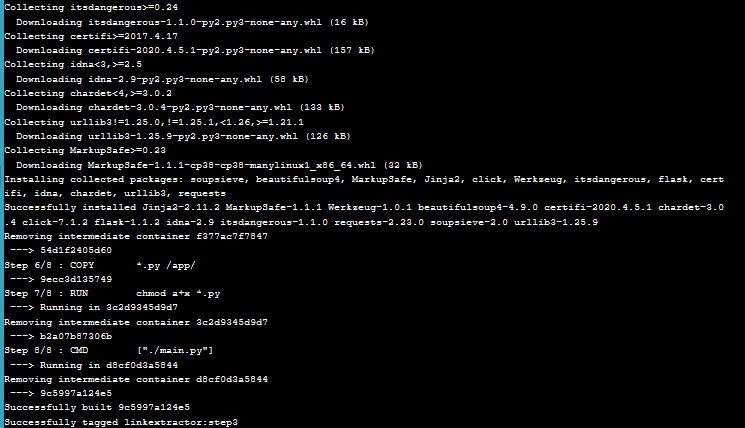 Collecting itsdangerous>=0.24
  Downloading itsdangerous-1.1.0-py2.py3-none-any.whl (16 kB)
Collecting certifi>=2017.4.17
  Downloading certifi-2020.4.5.1-py2.py3-none-any.whl (157 kB)
Collecting idna<3,>=2.5
  Downloading idna-2.9-py2.py3-none-any.whl (58 kB)
Collecting chardet<4,>=3.0.2
  Downloading chardet-3.0.4-py2.py3-none-any.whl (133 kB)
Collecting urllib3!=1.25.0,!=1.25.1,<1.26,>=1.21.1
  Downloading urllib3-1.25.9-py2.py3-none-any.whl (126 kB)
Collecting MarkupSafe>=0.23
  Downloading MarkupSafe-1.1.1-cp38-cp38-manylinux1_x86_64.whl (32 kB)
Installing collected packages: soupsieve, beautifulsoup4, MarkupSafe, Jinja2, click, Werkzeug, itsdangerous, flask, cert
ifi, idna, chardet, urllib3, requests
Successfully installed Jinja2-2.11.2 MarkupSafe-1.1.1 Werkzeug-1.0.1 beautifulsoup4-4.9.0 certifi-2020.4.5.1 chardet-3.0
.4 click-7.1.2 flask-1.1.2 idna-2.9 itsdangerous-1.1.0 requests-2.23.0 soupsieve-2.0 urllib3-1.25.9
Removing intermediate container f377ac7f7847
 ---> 54d1f2405d60
Step 6/8 : COPY       *.py /app/
 ---> 9ecc3d135749
Step 7/8 : RUN        chmod a+x *.py
 ---> Running in 3c2d9345d9d7
Removing intermediate container 3c2d9345d9d7
 ---> b2a07b87306b
Step 8/8 : CMD        ["./main.py"]
 ---> Running in d8cf0d3a5844
Removing intermediate container d8cf0d3a5844
 ---> 9c5997a124e5
Successfully built 9c5997a124e5
Successfully tagged linkextractor:step3